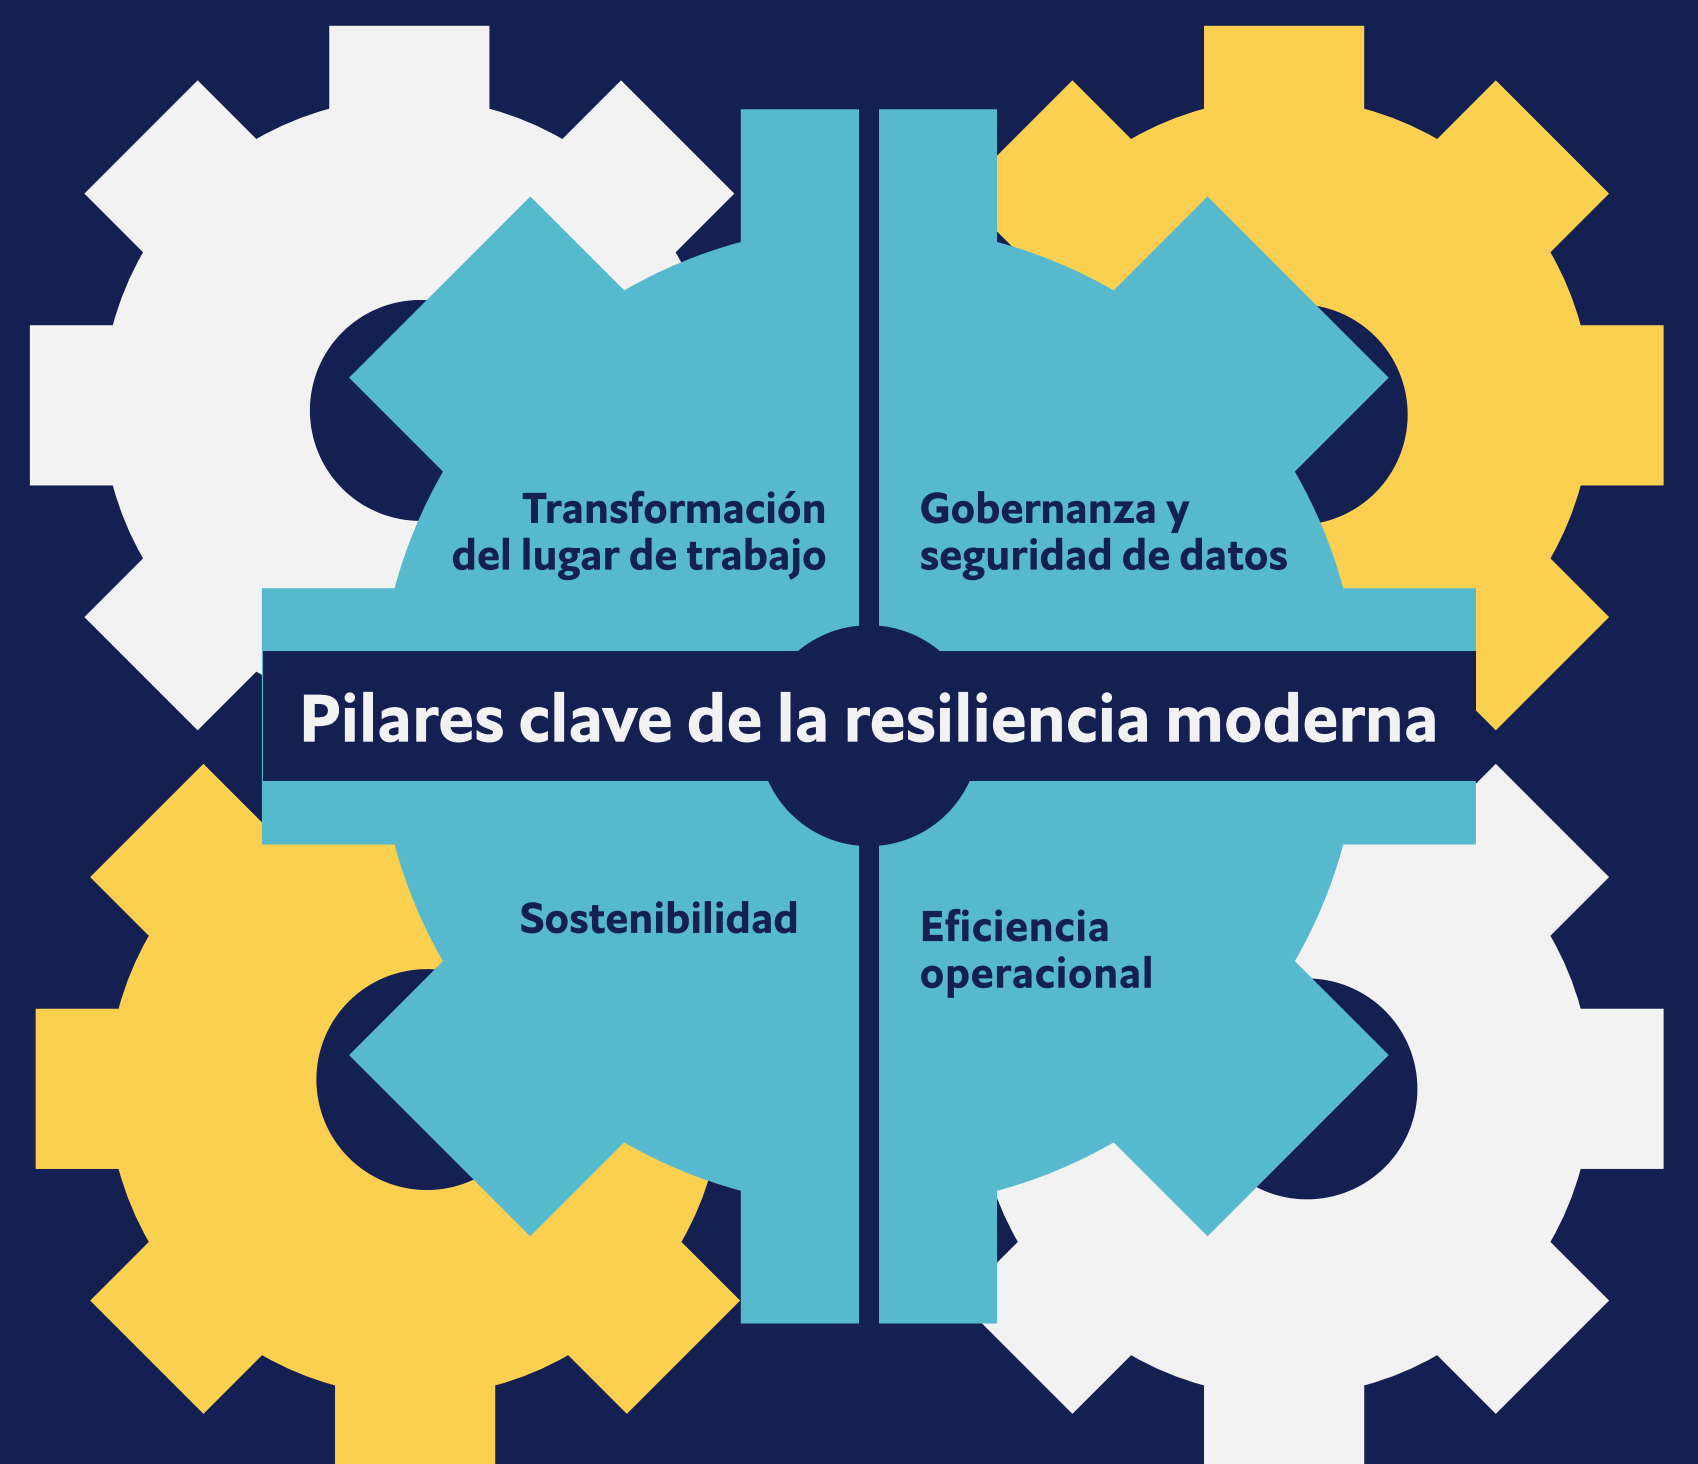 Transformación
del lugar de trabajo
Gobernanza y
seguridad de datos
Pilares clave de la resiliencia moderna
Sostenibilidad
Eficiencia
operacional